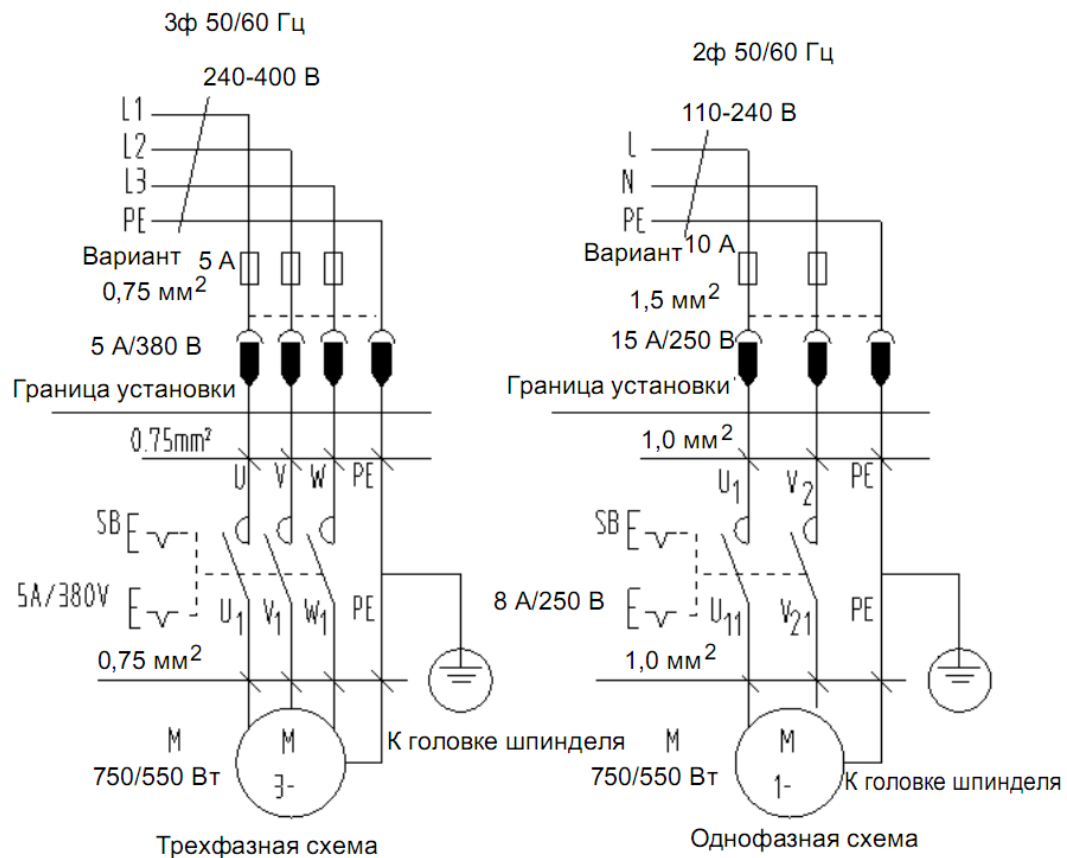 3ф 50/60 Гц
240-400 В
L1
L2
L3
PE
Вариант 5 А
0,75 мм²
5 А/380 В
Граница установки
0.75mm²
U V W PE
SB
5A/380V
U1 V1 W1 PE
0,75 мм²
M
750/550 Вт
M
3~
К головке шпинделя
Трехфазная схема
2ф 50/60 Гц
110-240 В
L
N
PE
Вариант 10 А
1,5 мм²
15 А/250 В
Граница установки
1,0 мм²
U1 V2 PE
SB
8 А/250 В
U11 V21 PE
1,0 мм²
M
750/550 Вт
M
1~
К головке шпинделя
Однофазная схема